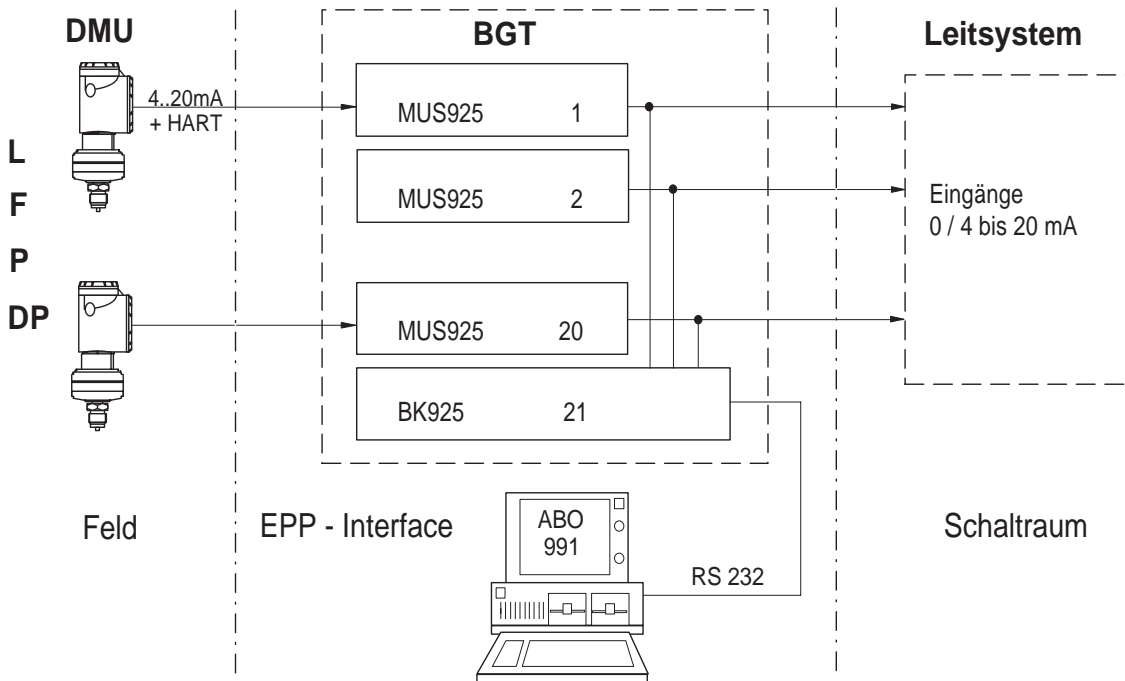 DMU
BGT
Leitsystem
4..20mA
+ HART
MUS925 1
L
MUS925 2
F
Eingänge
0 / 4 bis 20 mA
P
DP
MUS925 20
BK925 21
Feld
EPP - Interface
ABO
991
Schaltraum
RS 232